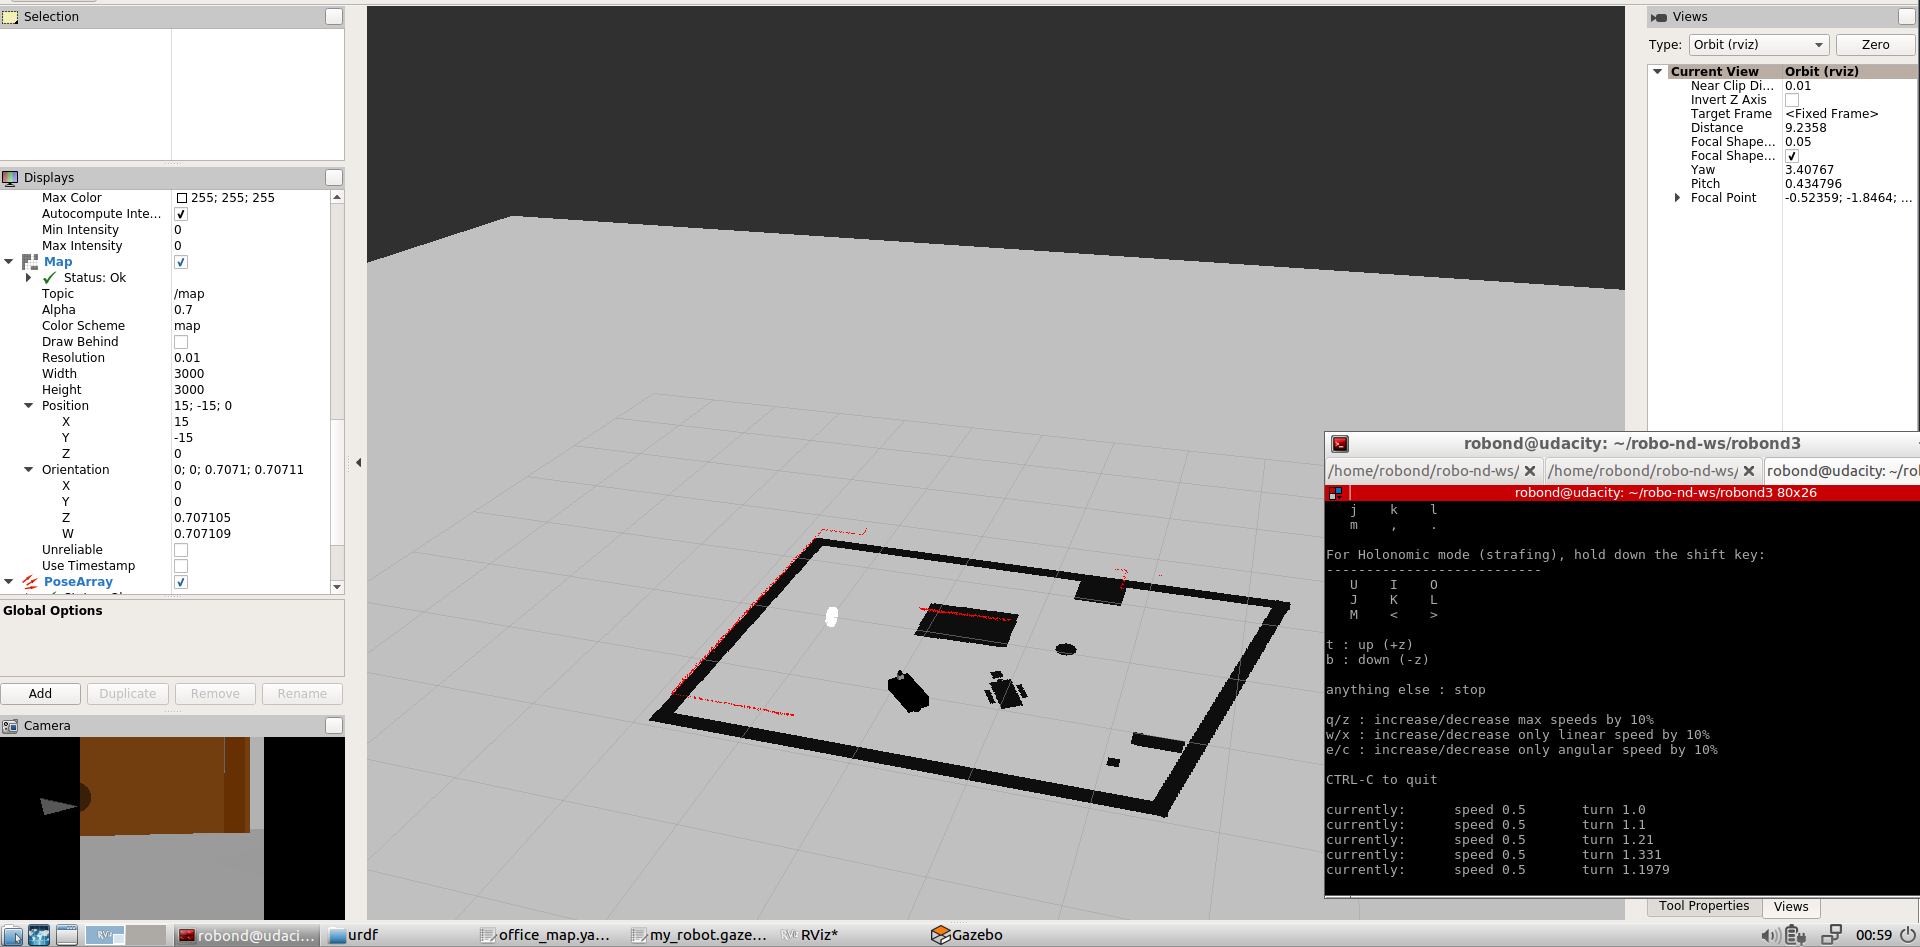 Selection
Displays
Max Color 255; 255; 255
Autocompute Inte...
Min Intensity 0
Max Intensity 0
Map
Status: Ok
Topic /map
Alpha 0.7
Color Scheme map
Draw Behind
Resolution 0.01
Width 3000
Height 3000
Position 15; -15; 0
X 15
Y -15
Z 0
Orientation 0; 0; 0.7071; 0.70711
X 0
Y 0
Z 0.707105
W 0.707109
Unreliable
Use Timestamp
PoseArray
Global Options
Add Duplicate Remove Rename
Camera
Views
Type: Orbit (rviz) Zero
Current View Orbit (rviz)
Near Clip Di... 0.01
Invert Z Axis
Target Frame <Fixed Frame>
Distance 9.2358
Focal Shape... 0.05
Focal Shape...
Yaw 3.40767
Pitch 0.434796
Focal Point -0.52359; -1.8464; ...
robond@udacity: ~/robo-nd-ws/robond3
/home/robond/robo-nd-ws/ /home/robond/robo-nd-ws/ robond@udacity: ~/rob
robond@udacity: ~/robo-nd-ws/robond3 80x26
j k l
m , .
For Holonomic mode (strafing), hold down the shift key:
---------------------------
U I O
J K L
M < >
t : up (+z)
b : down (-z)
anything else : stop
q/z : increase/decrease max speeds by 10%
w/x : increase/decrease only linear speed by 10%
e/c : increase/decrease only angular speed by 10%
CTRL-C to quit
currently: speed 0.5 turn 1.0
currently: speed 0.5 turn 1.1
currently: speed 0.5 turn 1.21
currently: speed 0.5 turn 1.331
currently: speed 0.5 turn 1.1979
Tool Properties Views
robond@udaci... urdf office_map.ya... my_robot.gaze... RViz* Gazebo 00:59